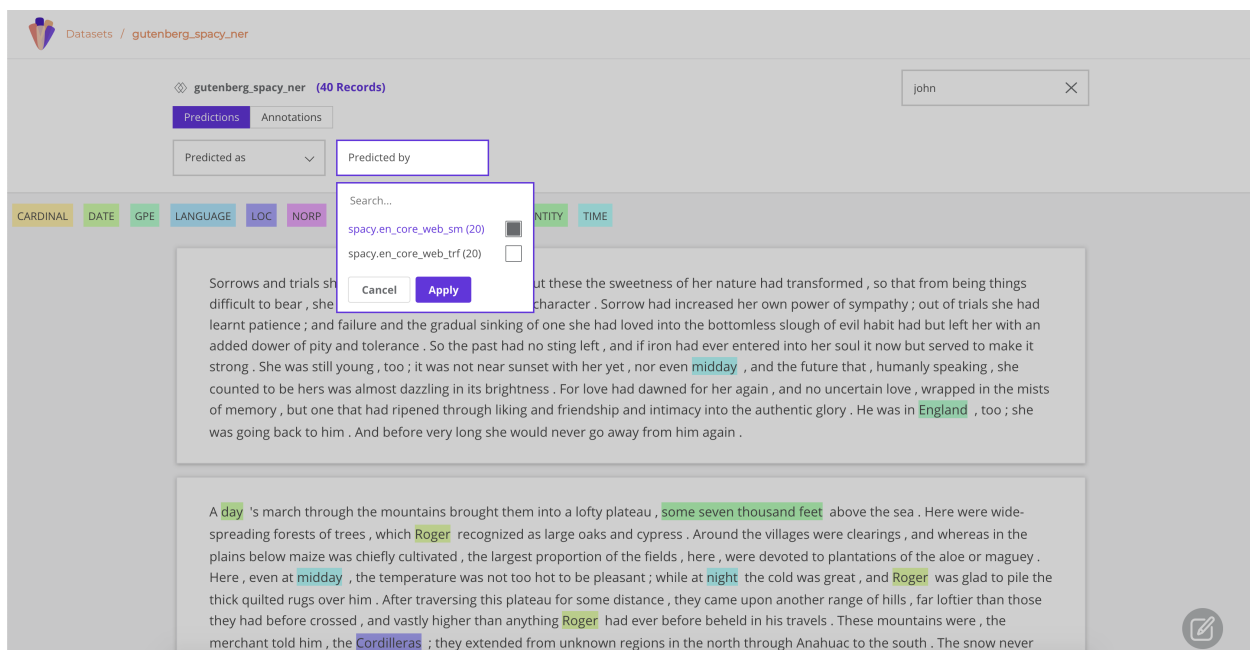 Datasets / gutenberg_spacy_ner
gutenberg_spacy_ner (40 Records)
john
Predictions Annotations
Predicted as Predicted by
Search...
spacy.en_core_web_sm (20)
spacy.en_core_web_trf (20)
Cancel Apply
CARDINAL DATE GPE LANGUAGE LOC NORP NTITY TIME
Sorrows and trials sh ut these the sweetness of her nature had transformed , so that from being things
difficult to bear , she character . Sorrow had increased her own power of sympathy ; out of trials she had
learnt patience ; and failure and the gradual sinking of one she had loved into the bottomless slough of evil habit had but left her with an
added dower of pity and tolerance . So the past had no sting left , and if iron had ever entered into her soul it now but served to make it
strong . She was still young , too ; it was not near sunset with her yet , nor even midday , and the future that , humanly speaking , she
counted to be hers was almost dazzling in its brightness . For love had dawned for her again , and no uncertain love , wrapped in the mists
of memory , but one that had ripened through liking and friendship and intimacy into the authentic glory . He was in England , too ; she
was going back to him . And before very long she would never go away from him again .
A day 's march through the mountains brought them into a lofty plateau , some seven thousand feet above the sea . Here were wide-
spreading forests of trees , which Roger recognized as large oaks and cypress . Around the villages were clearings , and whereas in the
plains below maize was chiefly cultivated , the largest proportion of the fields , here , were devoted to plantations of the aloe or maguey .
Here , even at midday , the temperature was not too hot to be pleasant ; while at night the cold was great , and Roger was glad to pile the
thick quilted rugs over him . After traversing this plateau for some distance , they came upon another range of hills , far loftier than those
they had before crossed , and vastly higher than anything Roger had ever before beheld in his travels . These mountains were , the
merchant told him , the Cordilleras ; they extended from unknown regions in the north through Anahuac to the south . The snow never